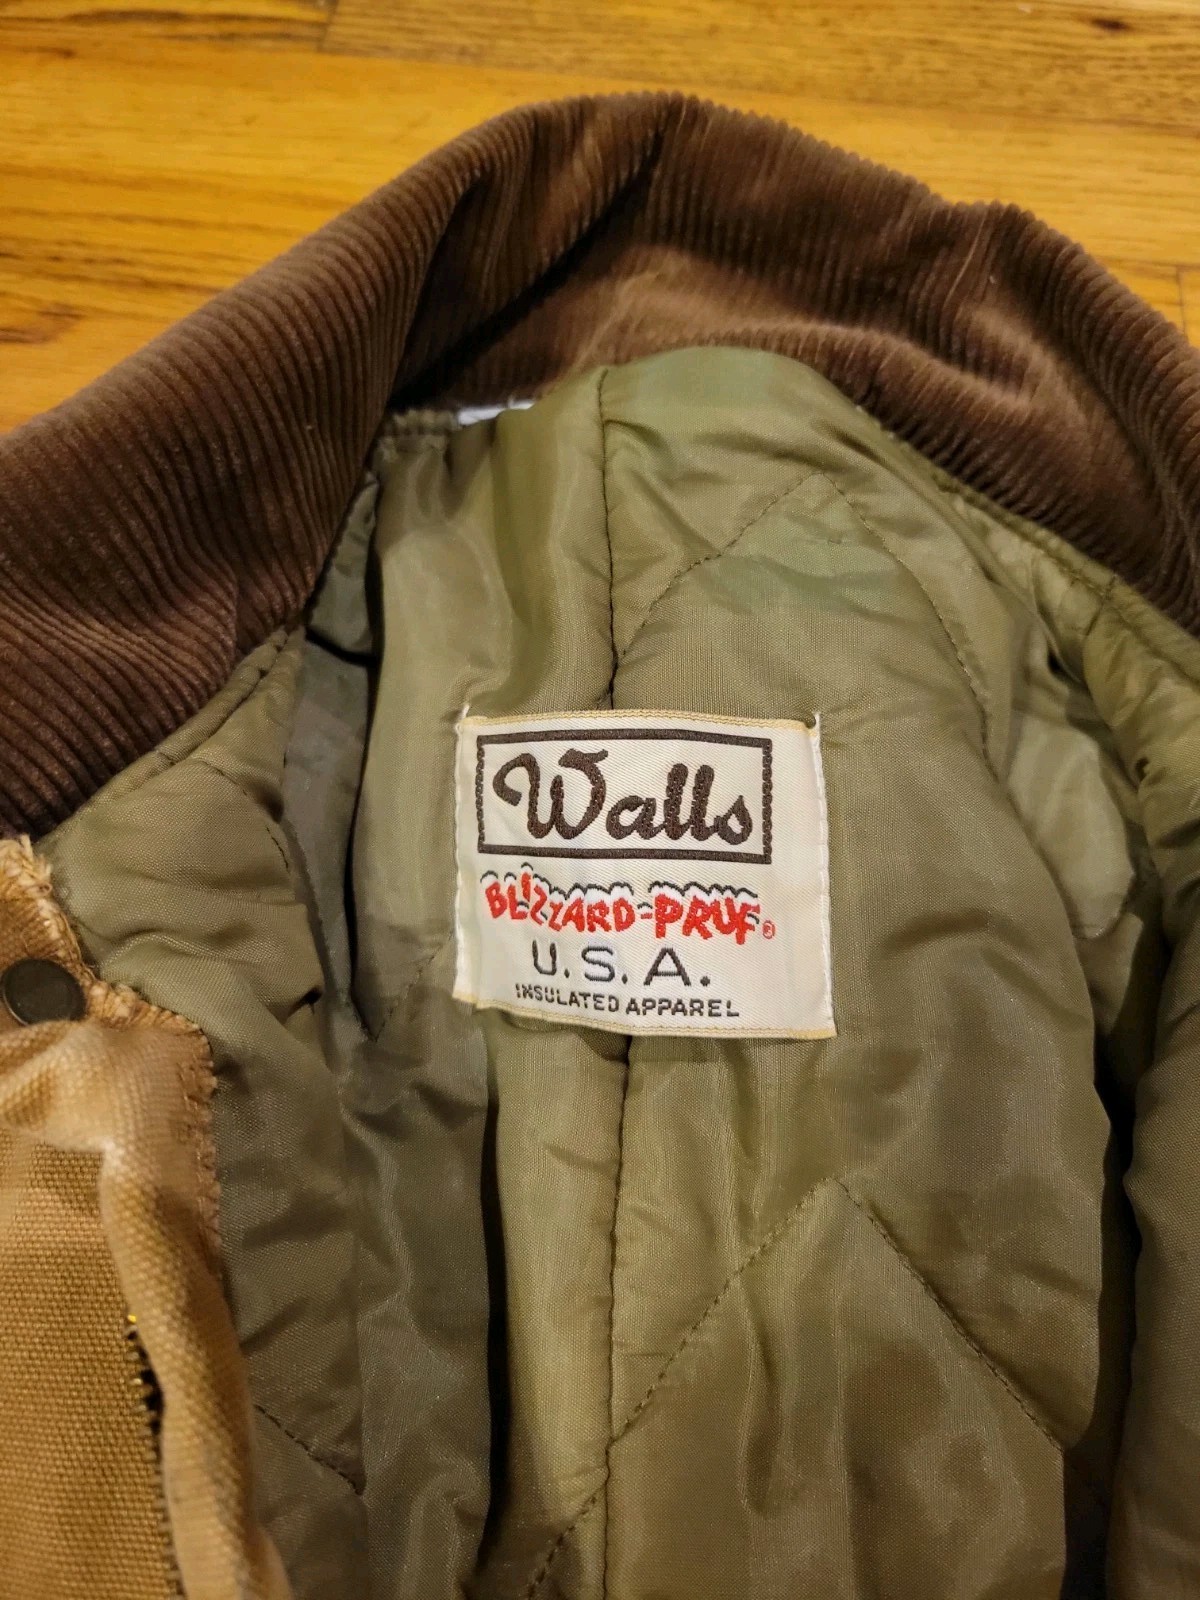 Walls
BLIZZARD-PRUF®
U.S.A.
INSULATED APPAREL